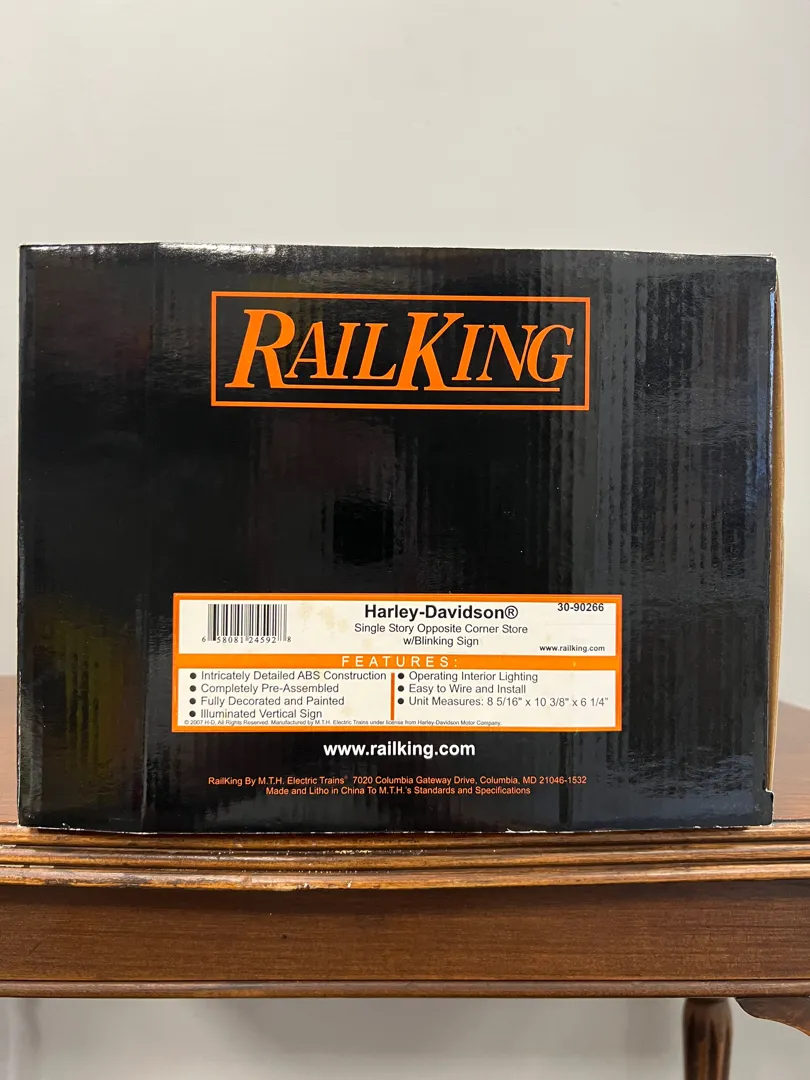 RAILKING
Harley-Davidson® 30-90266
Single Story Opposite Corner Store
w/Blinking Sign
www.railking.com
6 58081 24592 8
FEATURES:
● Intricately Detailed ABS Construction
● Completely Pre-Assembled
● Fully Decorated and Painted
● Illuminated Vertical Sign
● Operating Interior Lighting
● Easy to Wire and Install
● Unit Measures: 8 5/16" x 10 3/8" x 6 1/4"
© 2007 H-D, All Rights Reserved. Manufactured by M.T.H. Electric Trains under license from Harley-Davidson Motor Company.
www.railking.com
RailKing By M.T.H. Electric Trains® 7020 Columbia Gateway Drive, Columbia, MD 21046-1532
Made and Litho in China To M.T.H.'s Standards and Specifications